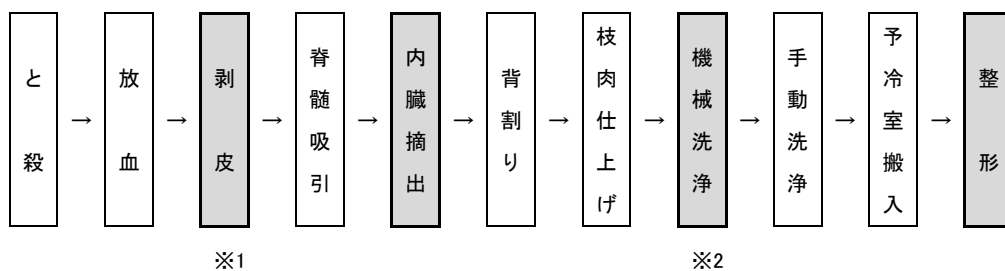 と殺
→
放血
→
剥皮
→
脊髄吸引
→
内臓摘出
→
背割り
→
枝肉仕上げ
→
機械洗浄
→
手動洗浄
→
予冷室搬入
→
整形
※1
※2